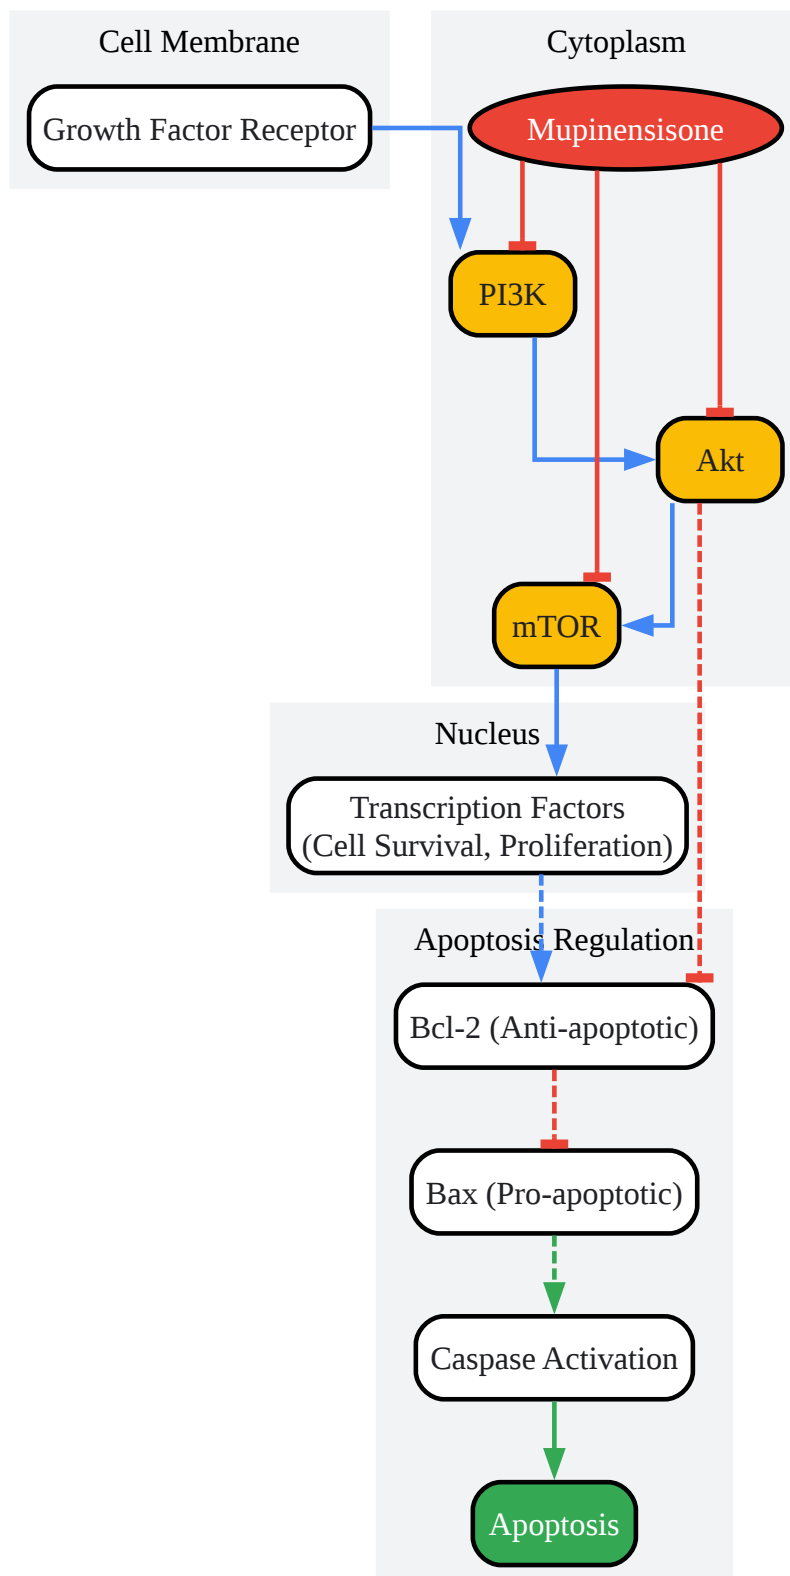 Cell Membrane
Cytoplasm
Growth Factor Receptor
Mupinensisone
PI3K
Akt
mTOR
Nucleus
Transcription Factors
(Cell Survival, Proliferation)
Apoptosis Regulation
Bcl-2 (Anti-apoptotic)
Bax (Pro-apoptotic)
Caspase Activation
Apoptosis